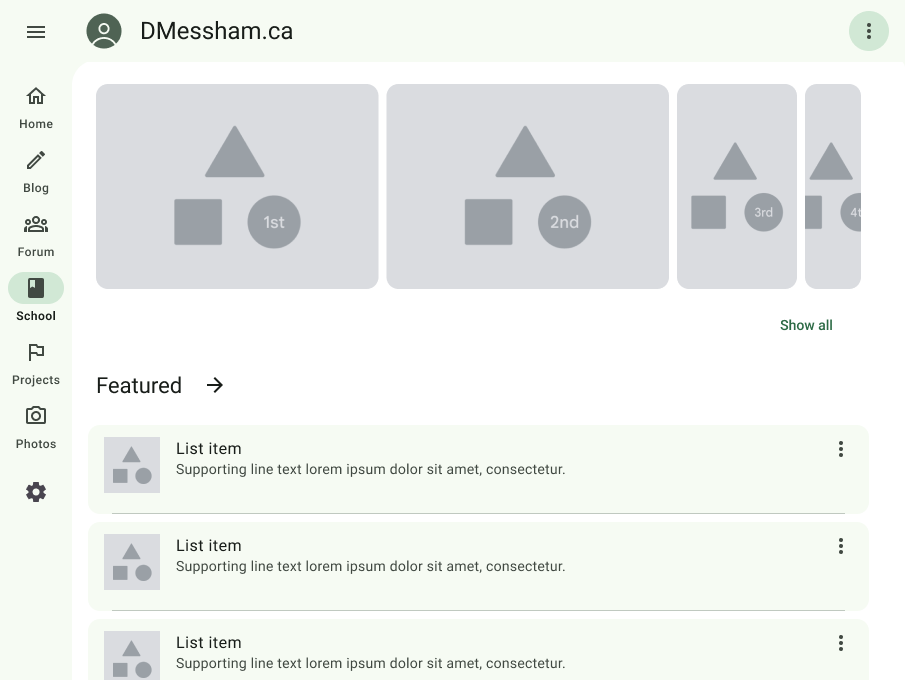 DMessham.ca
Home
Blog
Forum
School
Projects
Photos
1st
2nd
3rd
4t
Show all
Featured
List item
Supporting line text lorem ipsum dolor sit amet, consectetur.
List item
Supporting line text lorem ipsum dolor sit amet, consectetur.
List item
Supporting line text lorem ipsum dolor sit amet, consectetur.